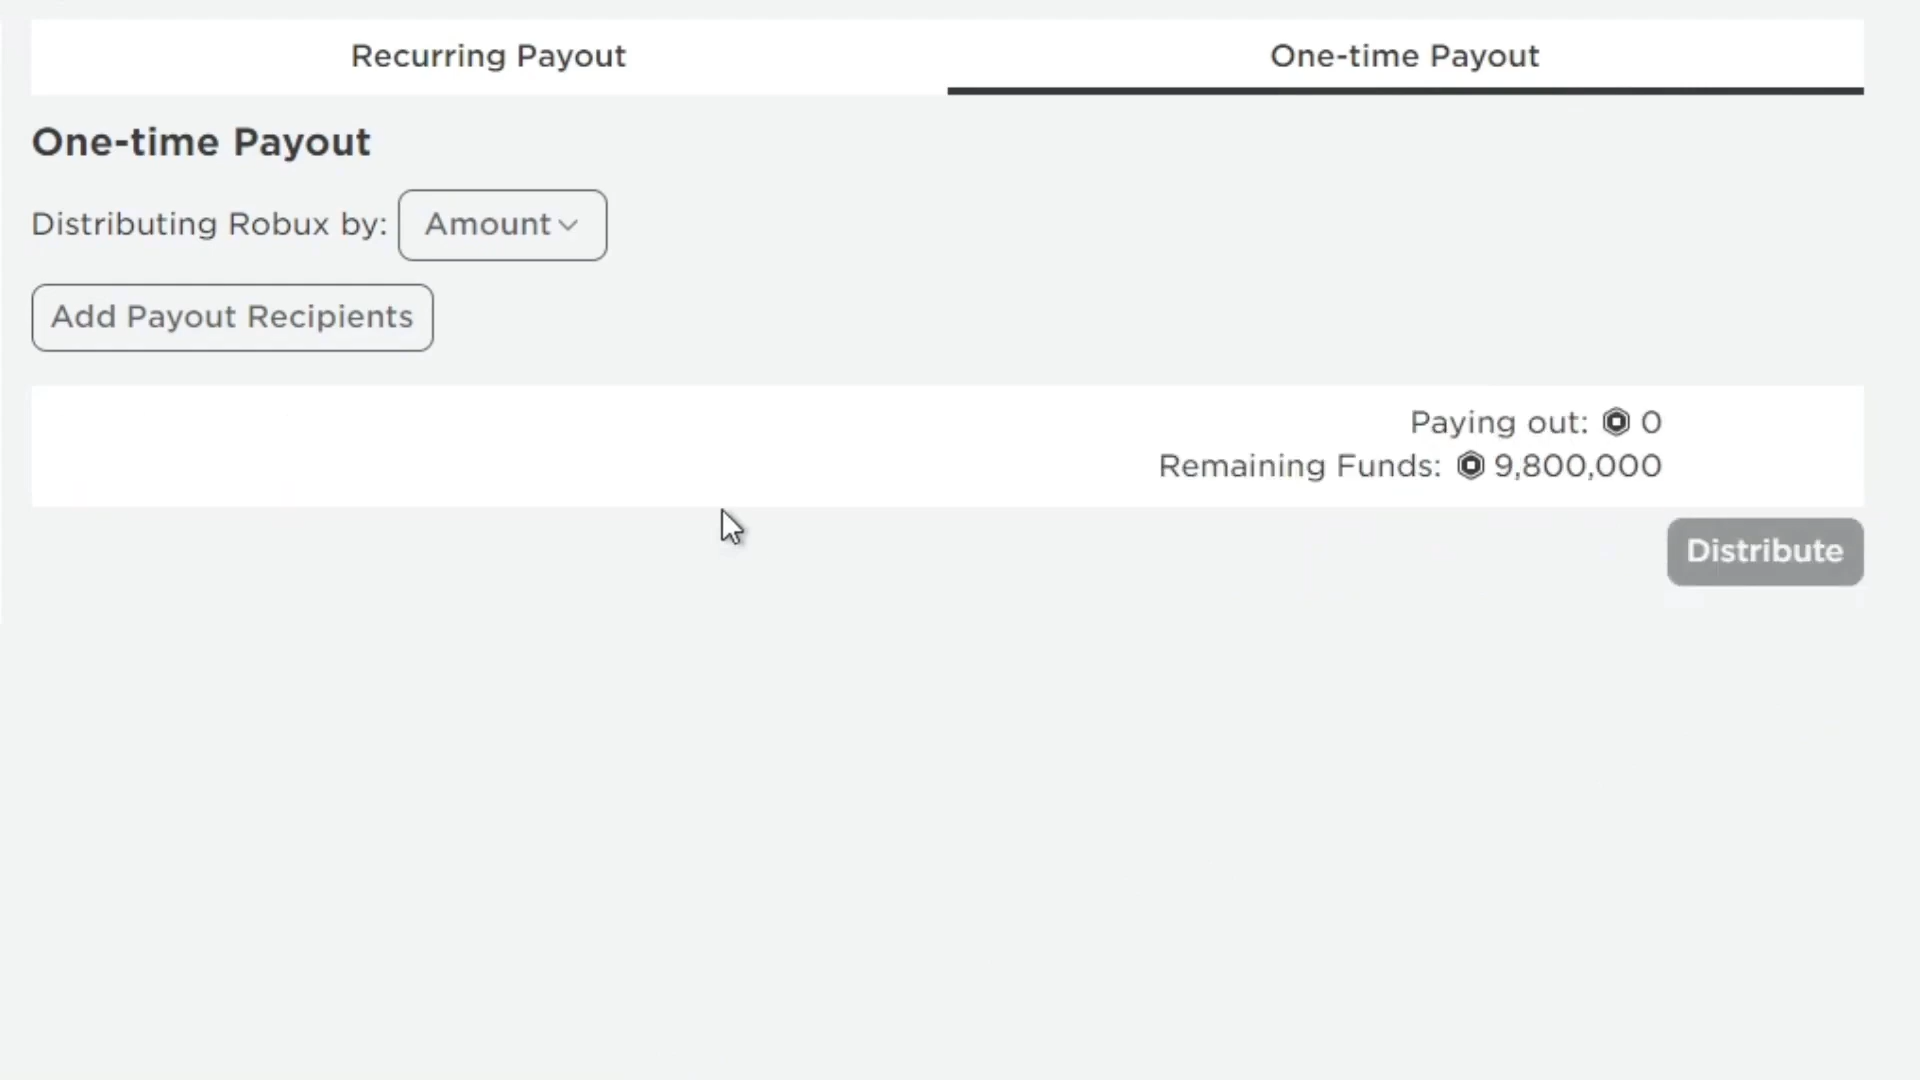 Recurring Payout
One-time Payout
One-time Payout
Distributing Robux by: Amount
Add Payout Recipients
Paying out: 0
Remaining Funds: 9,800,000
Distribute